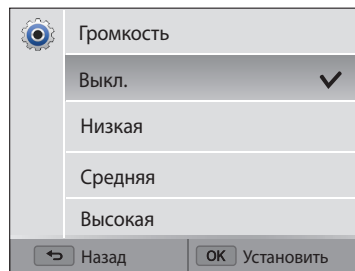 Громкость
Выкл.
Низкая
Средняя
Высокая
Назад
OK Установить